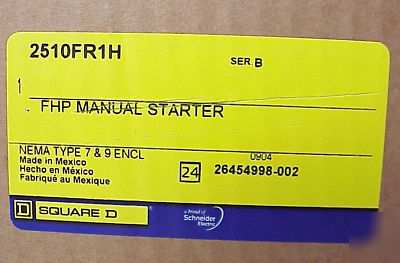 2510FR1H SER. B
1
FHP MANUAL STARTER
NEMA TYPE 7 & 9 ENCL
Made in Mexico 0904
Hecho en México 24 26454998-002
Fabriqué au Mexique
D SQUARE D
a brand of
Schneider
Electric